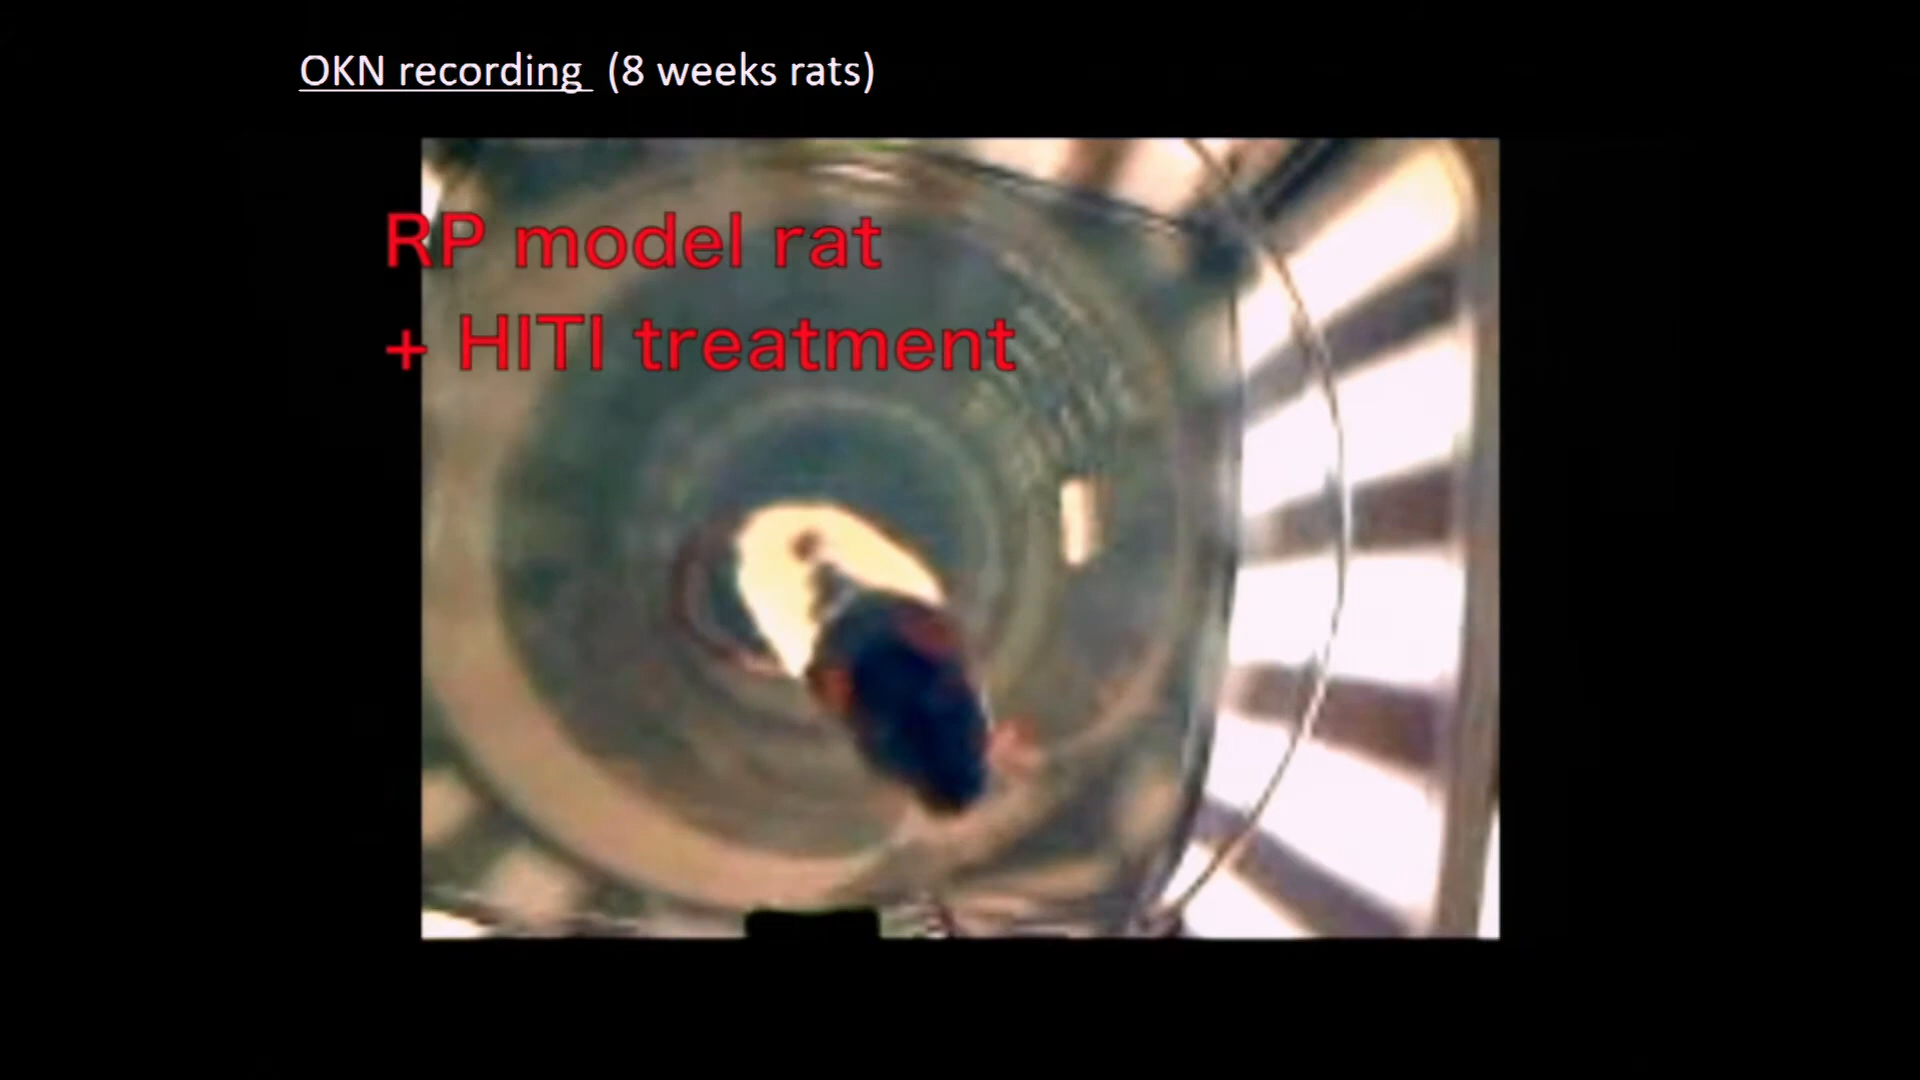 OKN recording (8 weeks rats)
RP model rat
+ HITI treatment